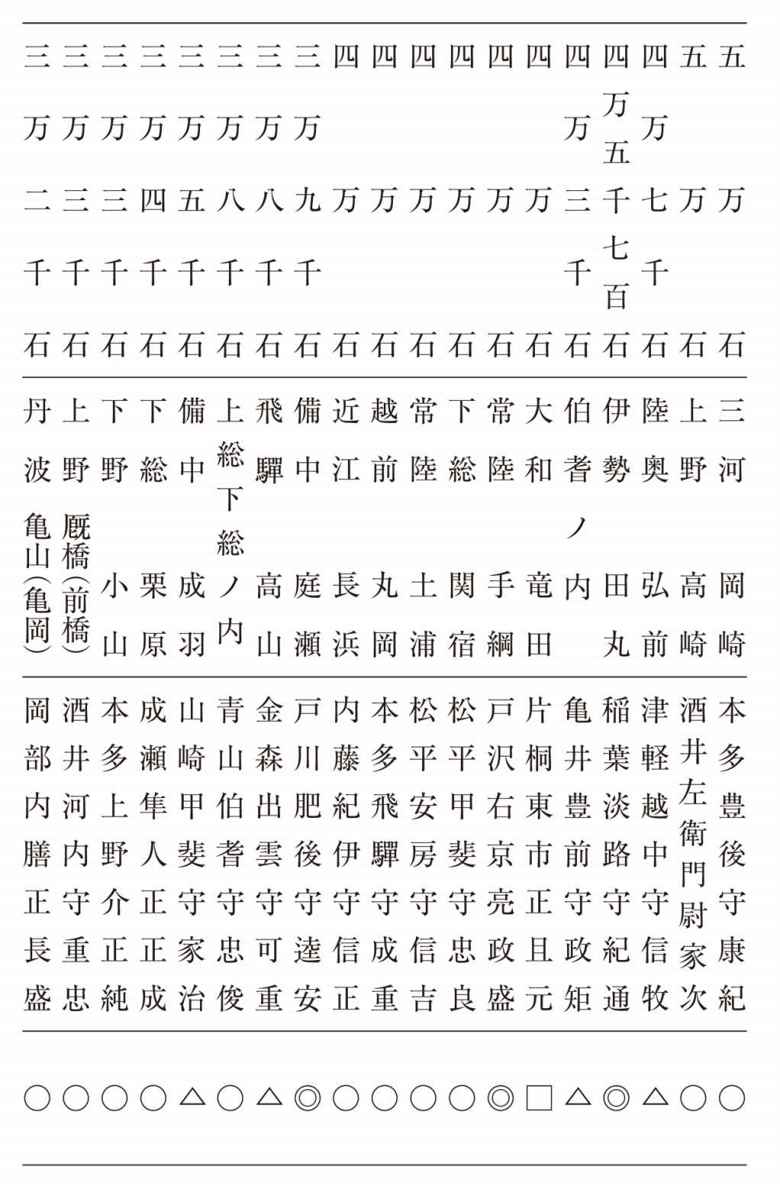 五万石 三河 岡崎 本多豊後守康紀 ○
五万石 上野 高崎 酒井左衛門尉家次 ○
四万七千石 陸奥 弘前 津軽越中守信牧 △
四万五千七百石 伊勢 田丸 稲葉淡路守紀通 ◎
四万三千石 伯耆ノ内 亀井豊前守政矩 △
四万石 大和 竜田 片桐東市正且元 □
四万石 常陸 手綱 戸沢右京亮政盛 ◎
四万石 下総 関宿 松平甲斐守忠良 ○
四万石 常陸 土浦 松平安房守信吉 ○
四万石 越前 丸岡 本多飛驒守成重 ○
四万石 近江 長浜 内藤紀伊守信正 ○
三万九千石 備中 庭瀬 戸川肥後守逵安 ◎
三万八千石 飛驒 高山 金森出雲守可重 △
三万八千石 上総下総ノ内 青山伯耆守忠俊 ○
三万五千石 備中 成羽 山崎甲斐守家治 △
三万四千石 下総 栗原 成瀬隼人正正成 ○
三万三千石 下野 小山 本多上野介正純 ○
三万三千石 上野 厩橋(前橋) 酒井河内守重忠 ○
三万二千石 丹波 亀山(亀岡) 岡部内膳正長盛 ○